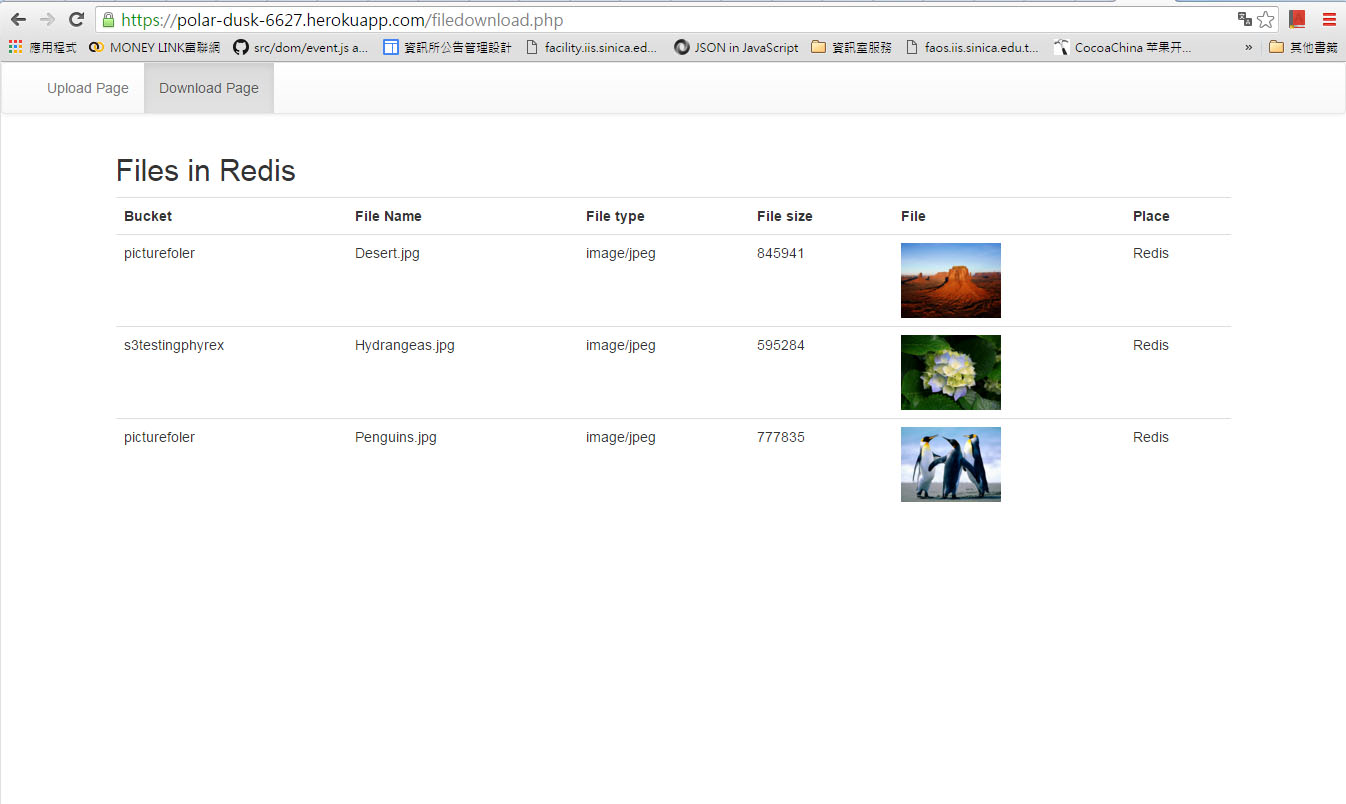 https://polar-dusk-6627.herokuapp.com/filedownload.php
應用程式 MONEY LINK富聯網 src/dom/event.js a... 資訊所公告管理設計 facility.iis.sinica.ed... JSON in JavaScript 資訊室服務 faos.iis.sinica.edu.t... CocoaChina 苹果开... » 其他書籤
Upload Page Download Page
Files in Redis
Bucket File Name File type File size File Place
picturefoler Desert.jpg image/jpeg 845941 Redis
s3testingphyrex Hydrangeas.jpg image/jpeg 595284 Redis
picturefoler Penguins.jpg image/jpeg 777835 Redis